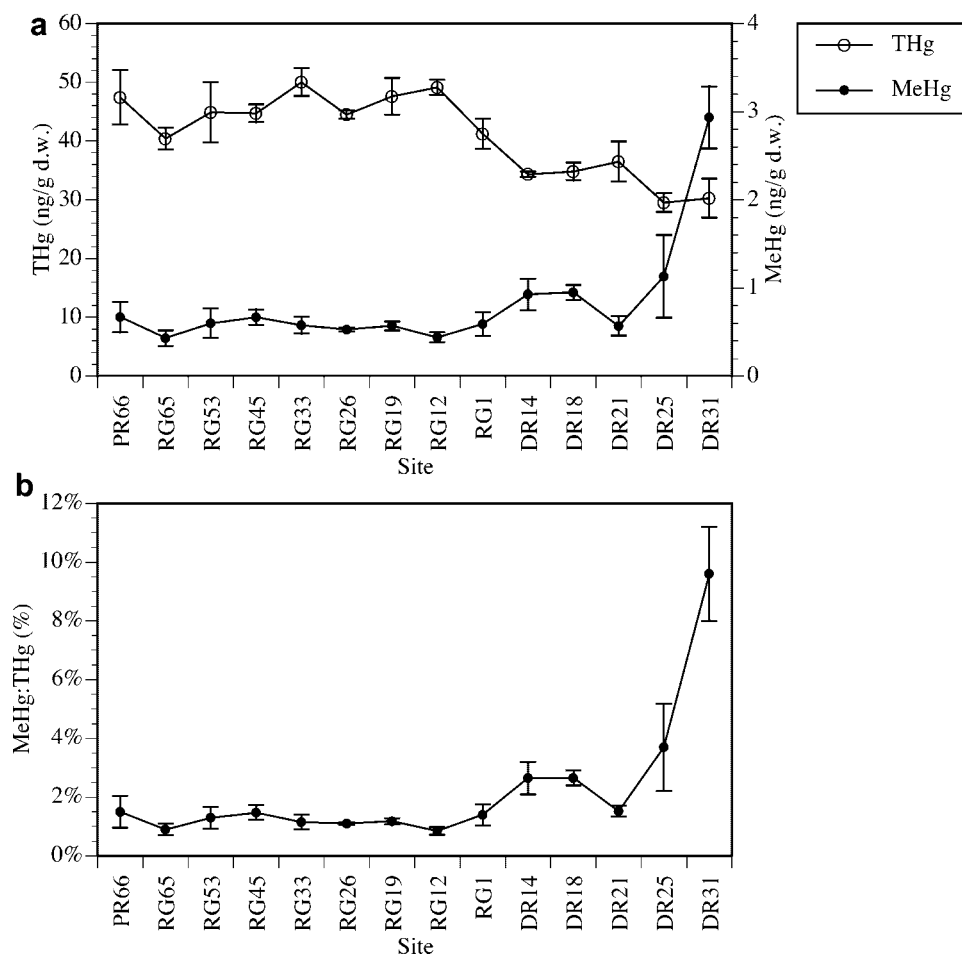 a
60
50
40
30
20
10
0
THg (ng/g d.w.)
4
3
2
1
0
MeHg (ng/g d.w.)
THg
MeHg
PR66
RG65
RG53
RG45
RG33
RG26
RG19
RG12
RG1
DR14
DR18
DR21
DR25
DR31
Site
b
12%
10%
8%
6%
4%
2%
0%
MeHg:THg (%)
PR66
RG65
RG53
RG45
RG33
RG26
RG19
RG12
RG1
DR14
DR18
DR21
DR25
DR31
Site